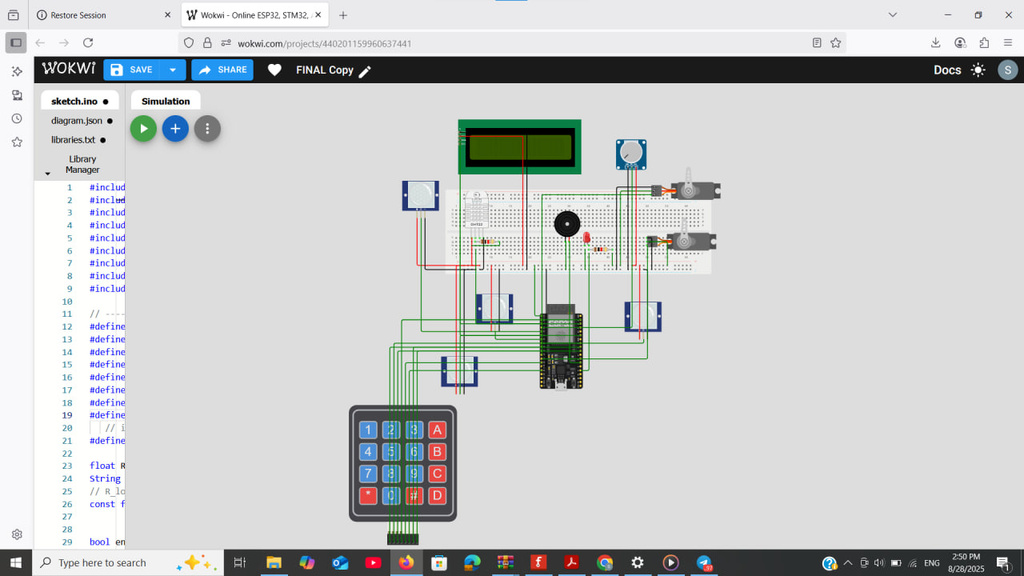 Restore Session
Wokwi - Online ESP32, STM32,
wokwi.com/projects/440201159960637441
WOKWI
SAVE
SHARE
FINAL Copy
Docs
S
sketch.ino
diagram.json
libraries.txt
Library
Manager
Simulation
1 #includ
2 #includ
3 #includ
4 #includ
5 #includ
6 #includ
7 #includ
8 #includ
9 #includ
10
11 // ----
12 #define
13 #define
14 #define
15 #define
16 #define
17 #define
18 #define
19 #define
20 // i
21 #define
22
23 float R
24 String
25 // R_lo
26 const f
27
28
29 bool en
1 2 3 A
4 5 6 B
7 8 9 C
* 0 # D
Type here to search
ENG
2:50 PM
8/28/2025